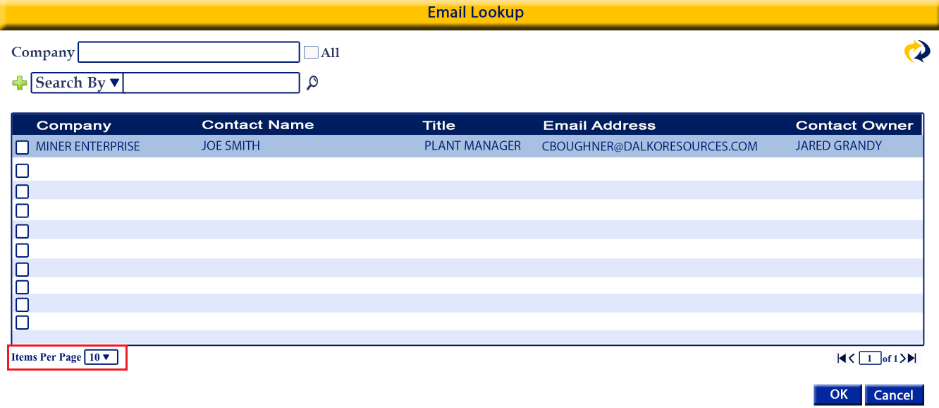 Email Lookup
Company All
Search By
Company Contact Name Title Email Address Contact Owner
MINER ENTERPRISE JOE SMITH PLANT MANAGER CBOUGHNER@DALKORESOURCES.COM JARED GRANDY
Items Per Page 10 1 of 1
OK Cancel